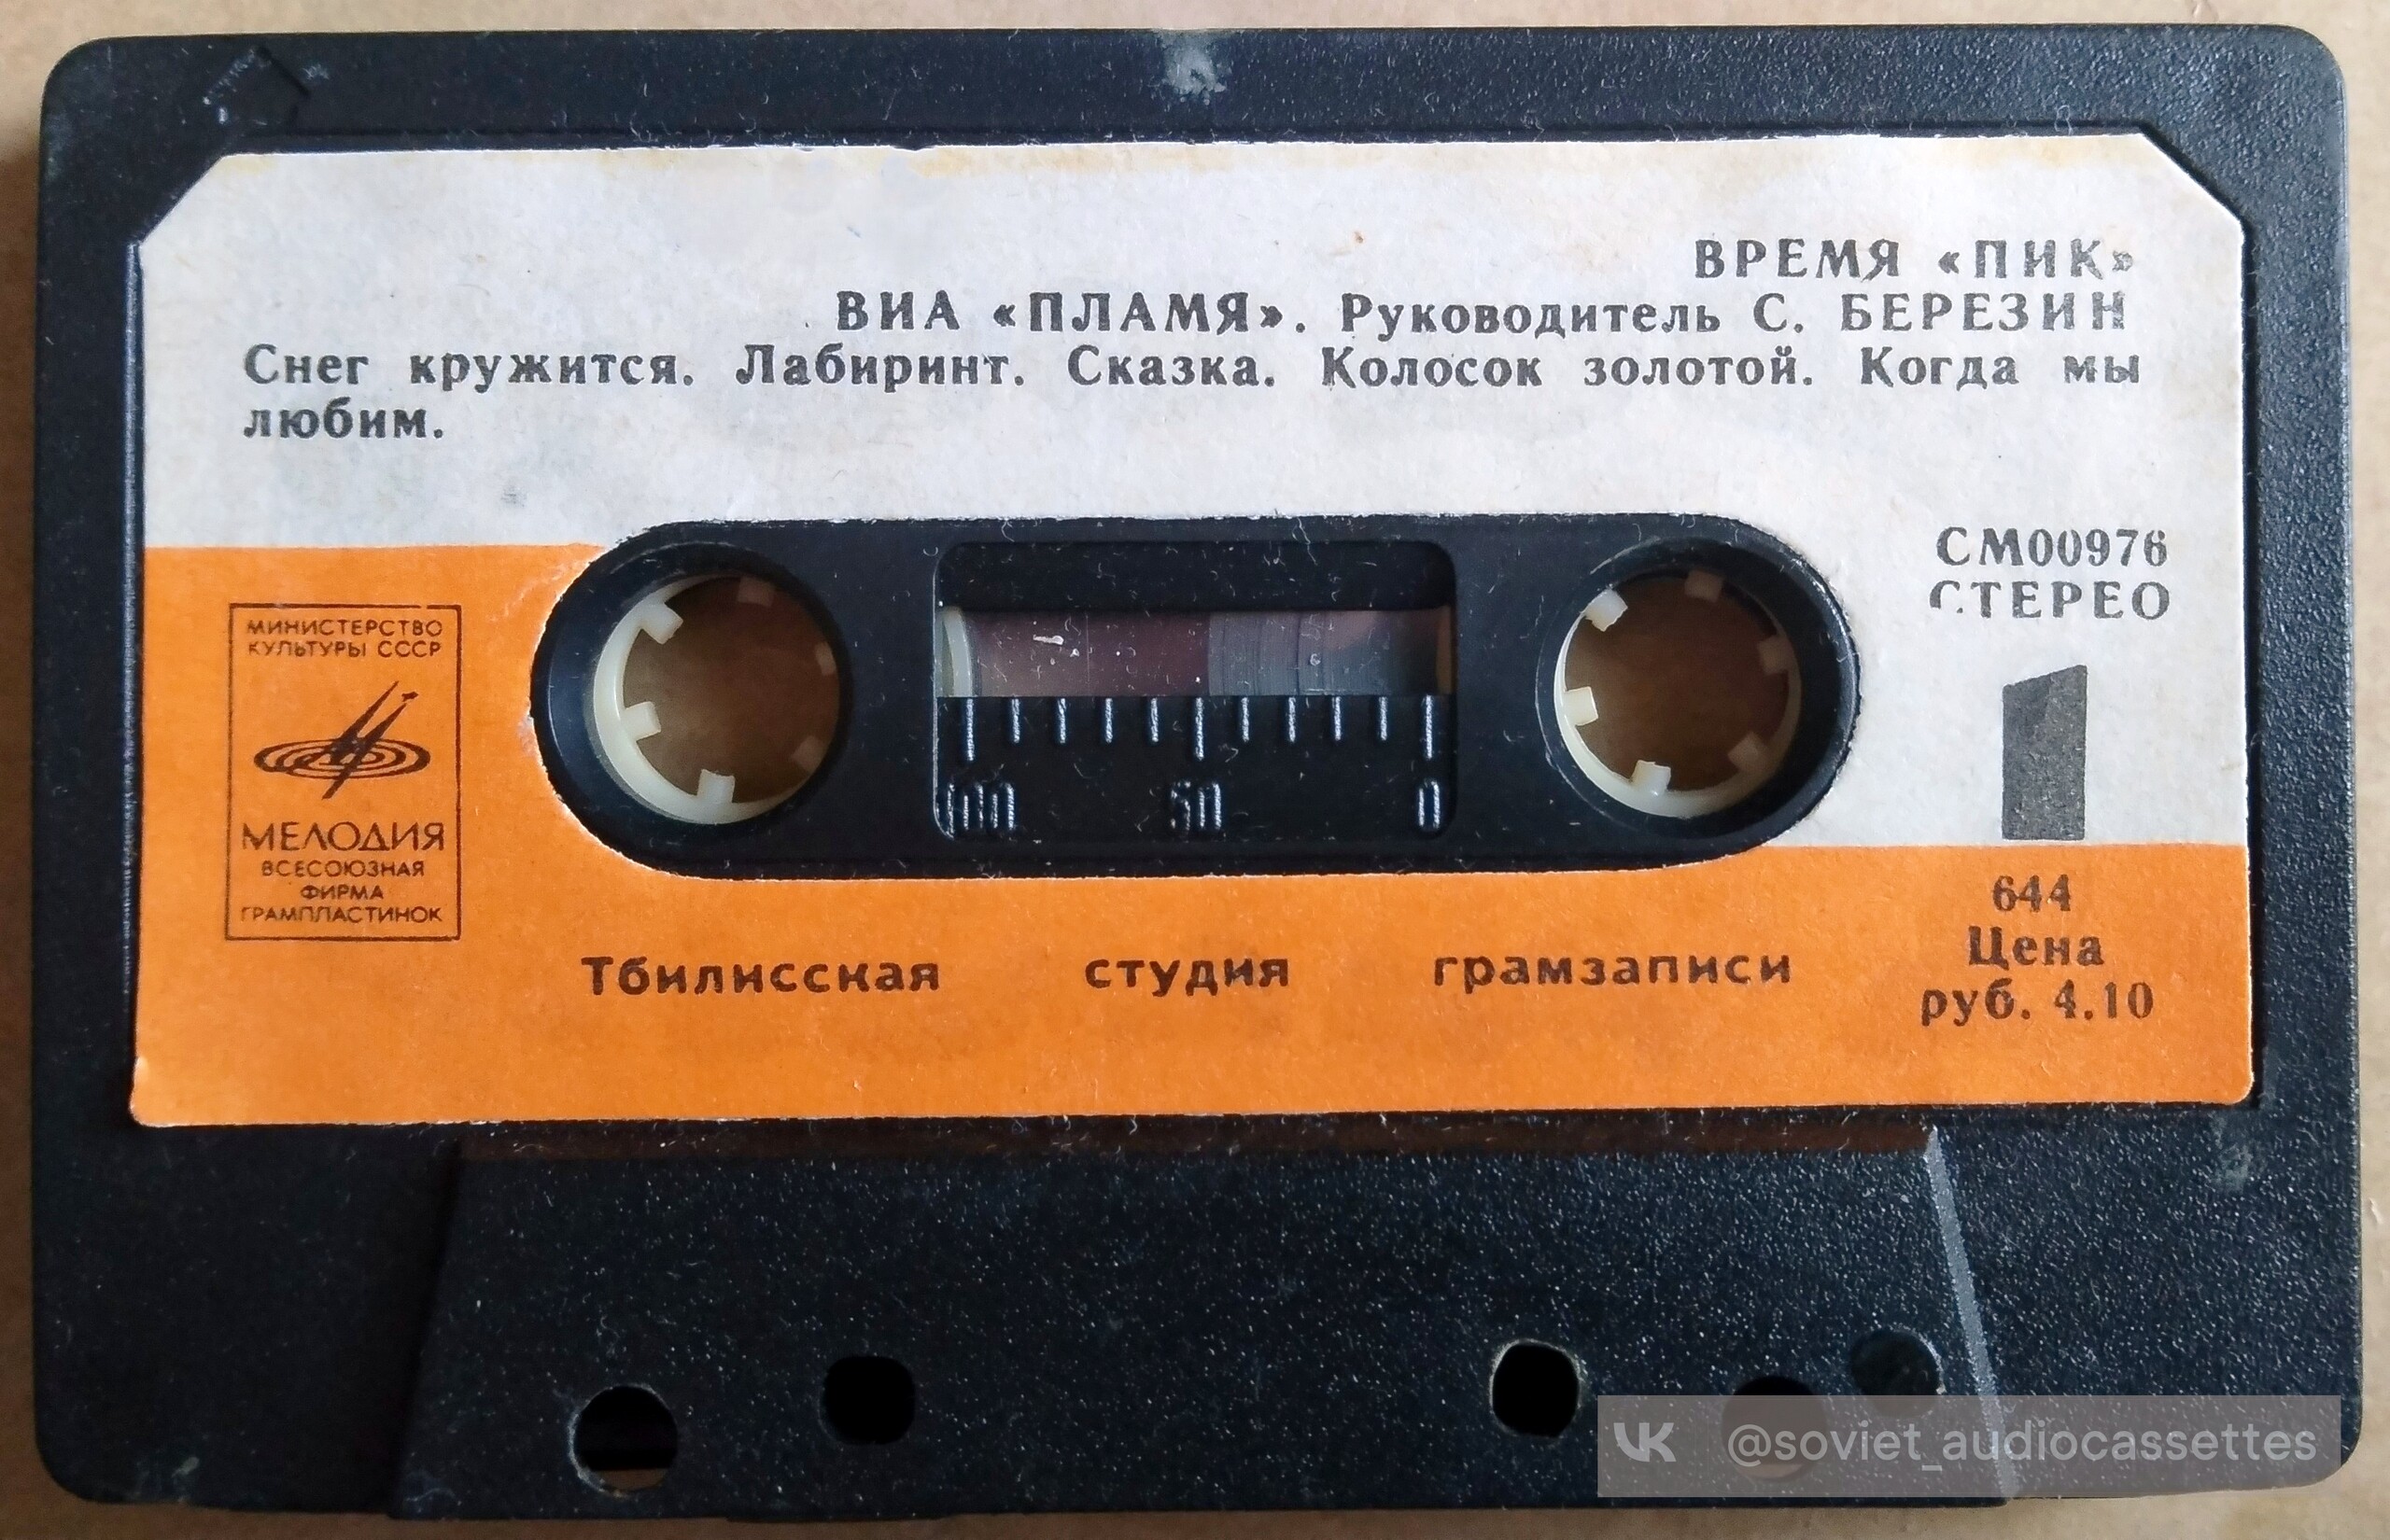 ВРЕМЯ «ПИК»
ВИА «ПЛАМЯ». Руководитель С. БЕРЕЗИН
Снег кружится. Лабиринт. Сказка. Колосок золотой. Когда мы
любим.
СМ00976
СТЕРЕО
1
МИНИСТЕРСТВО
КУЛЬТУРЫ СССР
МЕЛОДИЯ
ВСЕСОЮЗНАЯ
ФИРМА
ГРАМПЛАСТИНОК
100 50 0
644
Цена
руб. 4.10
Тбилисская студия грамзаписи
VK @soviet_audiocassettes